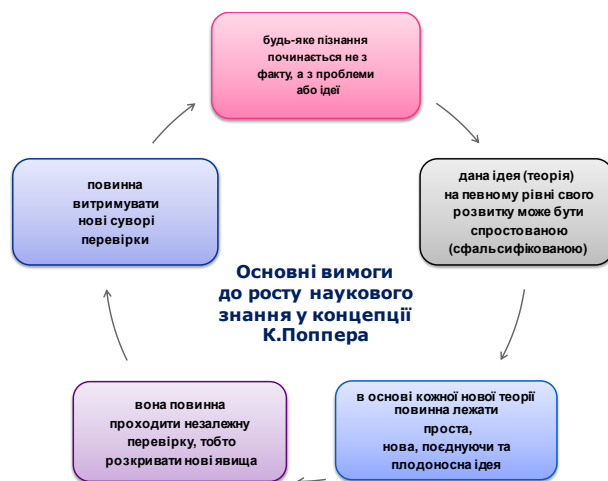 будь-яке пізнання
починається не з
факту, а з проблеми
або ідеї
дана ідея (теорія)
на певному рівні свого
розвитку може бути
спростованою
(сфальсифікованою)
в основі кожної нової теорії
повинна лежати
проста,
нова, поєднуючи та
плодоносна ідея
вона повинна
проходити незалежну
перевірку, тобто
розкривати нові явища
повинна
витримувати
нові суворі
перевірки
Основні вимоги
до росту наукового
знання у концепції
К.Поппера